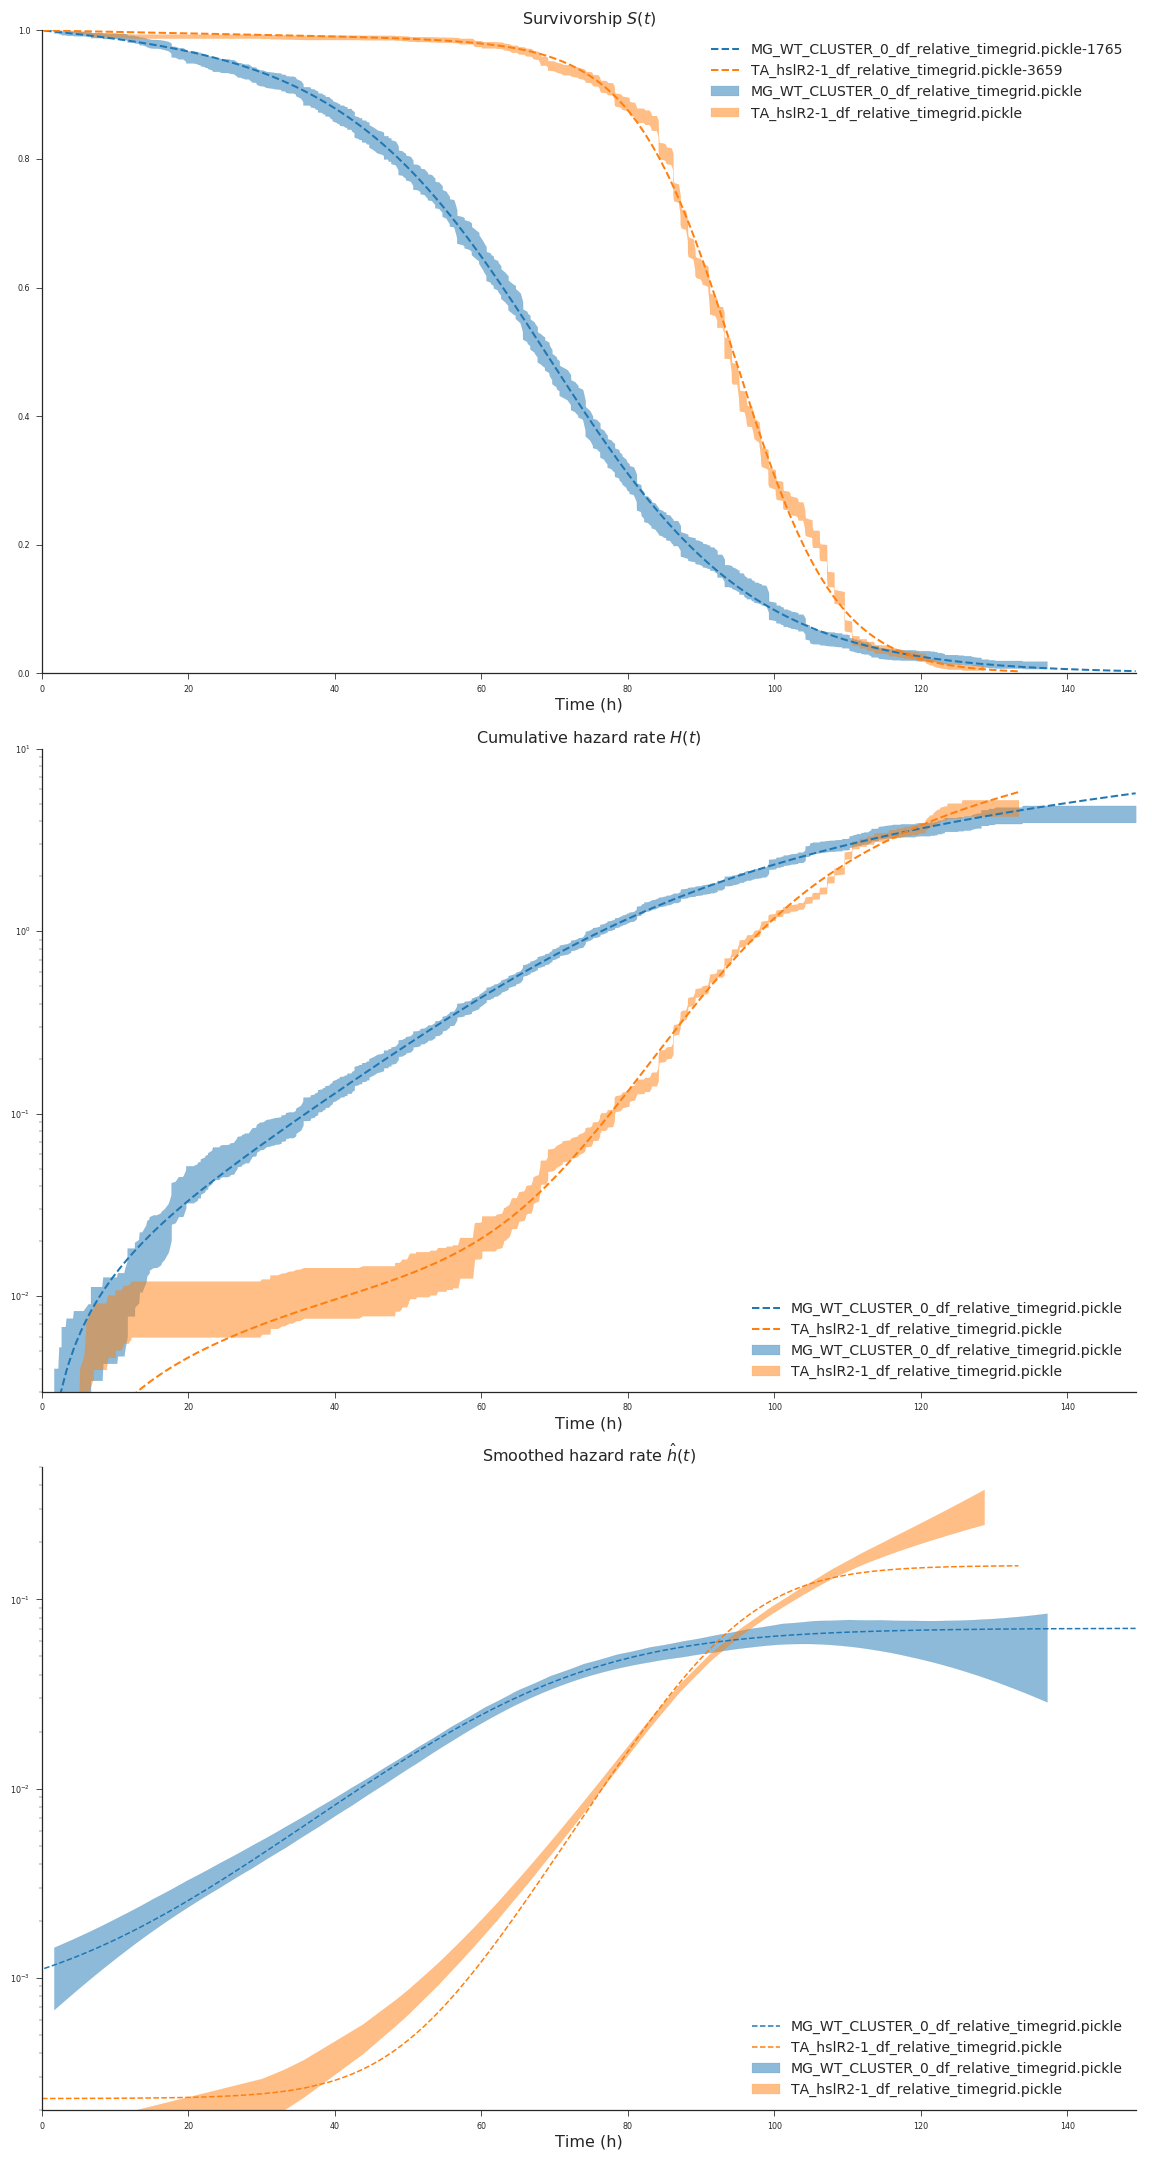 Survivorship S(t)
1.0
0.8
0.6
0.4
0.2
0.0
MG_WT_CLUSTER_0_df_relative_timegrid.pickle-1765
TA_hslR2-1_df_relative_timegrid.pickle-3659
MG_WT_CLUSTER_0_df_relative_timegrid.pickle
TA_hslR2-1_df_relative_timegrid.pickle
0 20 40 60 80 100 120 140
Time (h)
Cumulative hazard rate H(t)
10¹
10⁰
10⁻¹
10⁻²
MG_WT_CLUSTER_0_df_relative_timegrid.pickle
TA_hslR2-1_df_relative_timegrid.pickle
MG_WT_CLUSTER_0_df_relative_timegrid.pickle
TA_hslR2-1_df_relative_timegrid.pickle
0 20 40 60 80 100 120 140
Time (h)
Smoothed hazard rate ĥ(t)
10⁻¹
10⁻²
10⁻³
MG_WT_CLUSTER_0_df_relative_timegrid.pickle
TA_hslR2-1_df_relative_timegrid.pickle
MG_WT_CLUSTER_0_df_relative_timegrid.pickle
TA_hslR2-1_df_relative_timegrid.pickle
0 20 40 60 80 100 120 140
Time (h)